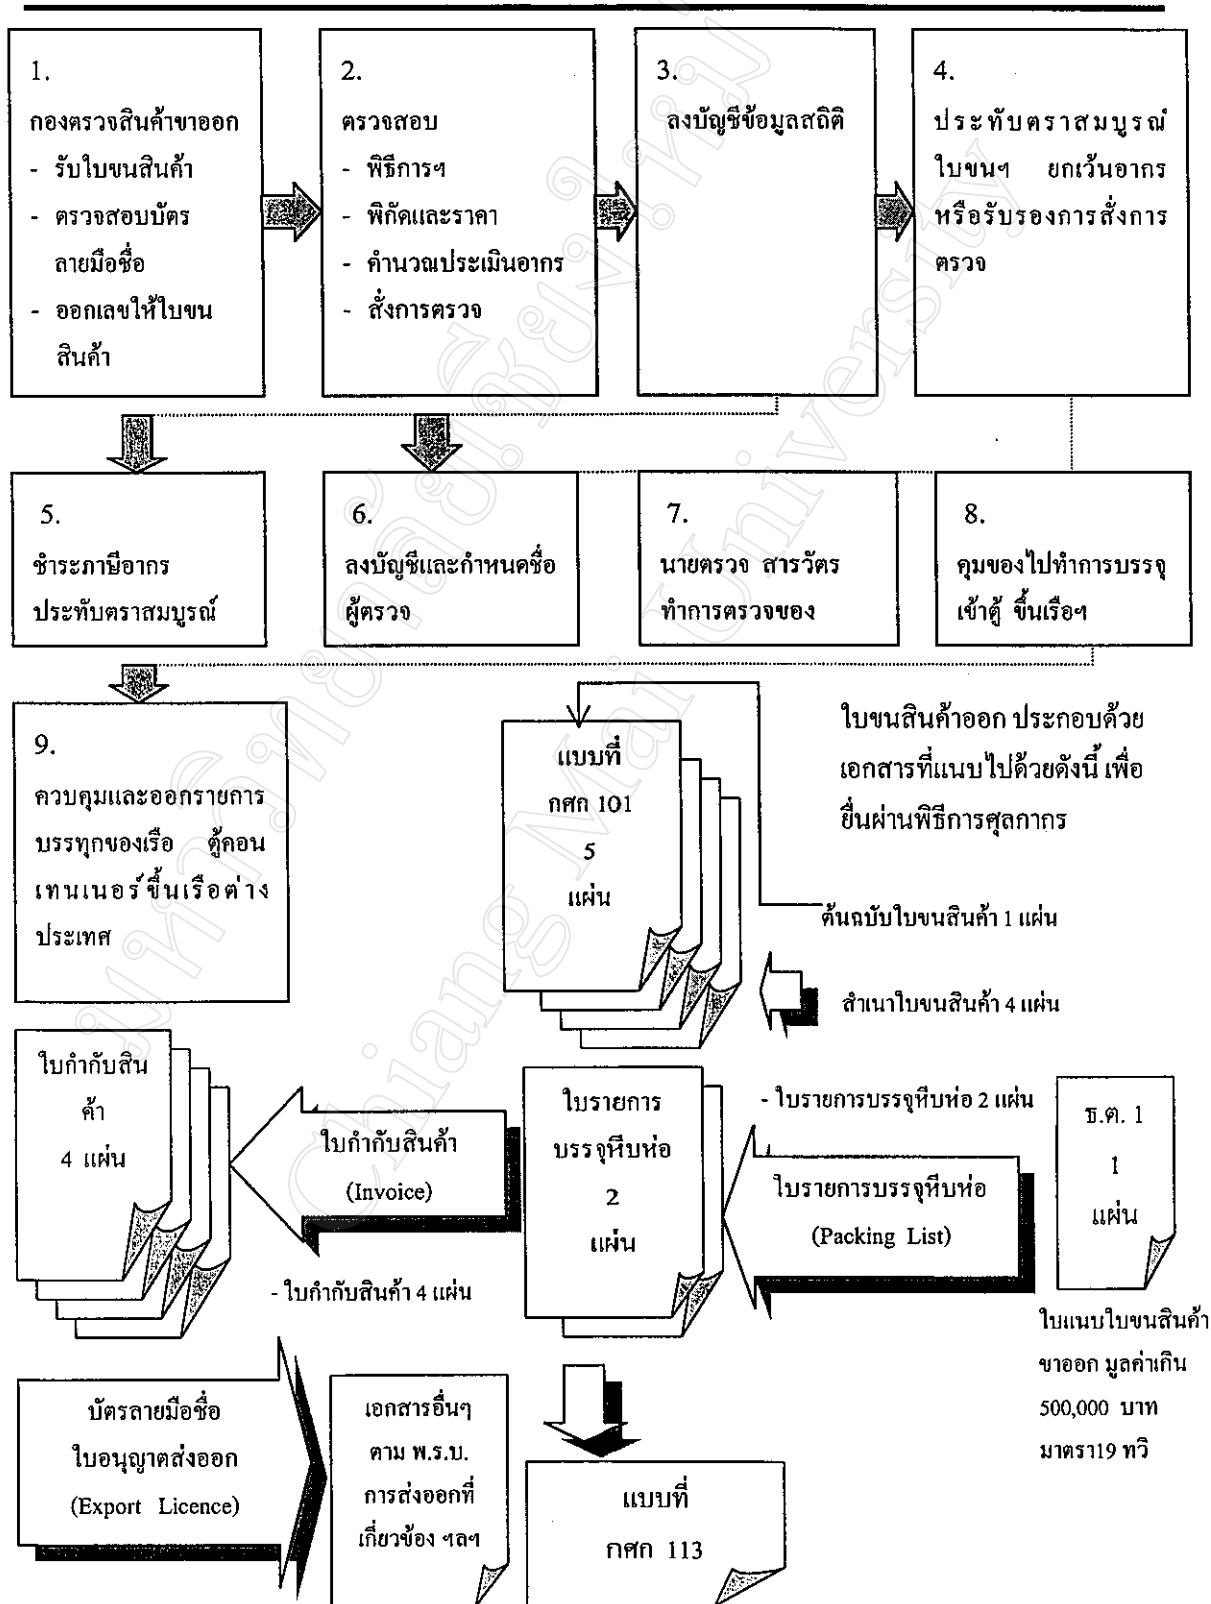 1.
กองตรวจสินค้าขาออก
- รับใบขนสินค้า
- ตรวจสอบบัตร
ลายมือชื่อ
- ออกเลขให้ใบขน
สินค้า
2.
ตรวจสอบ
- พิธีการฯ
- พิกัดและราคา
- คำนวณประเมินอากร
- สั่งการตรวจ
3.
ลงบัญชีข้อมูลสถิติ
4.
ประทับตราสมบูรณ์
ใบขนฯ ยกเว้นอากร
หรือรับรองการสั่งการ
ตรวจ
5.
ชำระภาษีอากร
ประทับตราสมบูรณ์
6.
ลงบัญชีและกำหนดชื่อ
ผู้ตรวจ
7.
นายตรวจ สารวัตร
ทำการตรวจของ
8.
คุมของไปทำการบรรจุ
เข้าตู้ ขึ้นเรือฯ
9.
ควบคุมและออกรายการ
บรรทุกของเรือ ตู้คอน
เทนเนอร์ขึ้นเรือต่าง
ประเทศ
แบบที่
กศก 101
5
แผ่น
ใบขนสินค้าออก ประกอบด้วย
เอกสารที่แนบไปด้วยดังนี้ เพื่อ
ยื่นผ่านพิธีการศุลกากร
ต้นฉบับใบขนสินค้า 1 แผ่น
สำเนาใบขนสินค้า 4 แผ่น
ใบกำกับสิน
ค้า
4 แผ่น
ใบกำกับสินค้า
(Invoice)
- ใบกำกับสินค้า 4 แผ่น
ใบรายการ
บรรจุหีบห่อ
2
แผ่น
- ใบรายการบรรจุหีบห่อ 2 แผ่น
ใบรายการบรรจุหีบห่อ
(Packing List)
ธ.ต. 1
1
แผ่น
ใบแนบใบขนสินค้า
ขาออก มูลค่าเกิน
500,000 บาท
มาตรา19 ทวิ
บัตรลายมือชื่อ
ใบอนุญาตส่งออก
(Export Licence)
เอกสารอื่นๆ
ตาม พ.ร.บ.
การส่งออกที่
เกี่ยวข้อง ฯลฯ
แบบที่
กศก 113
มหาวิทยาลัยเชียงใหม่
Chiang Mai University